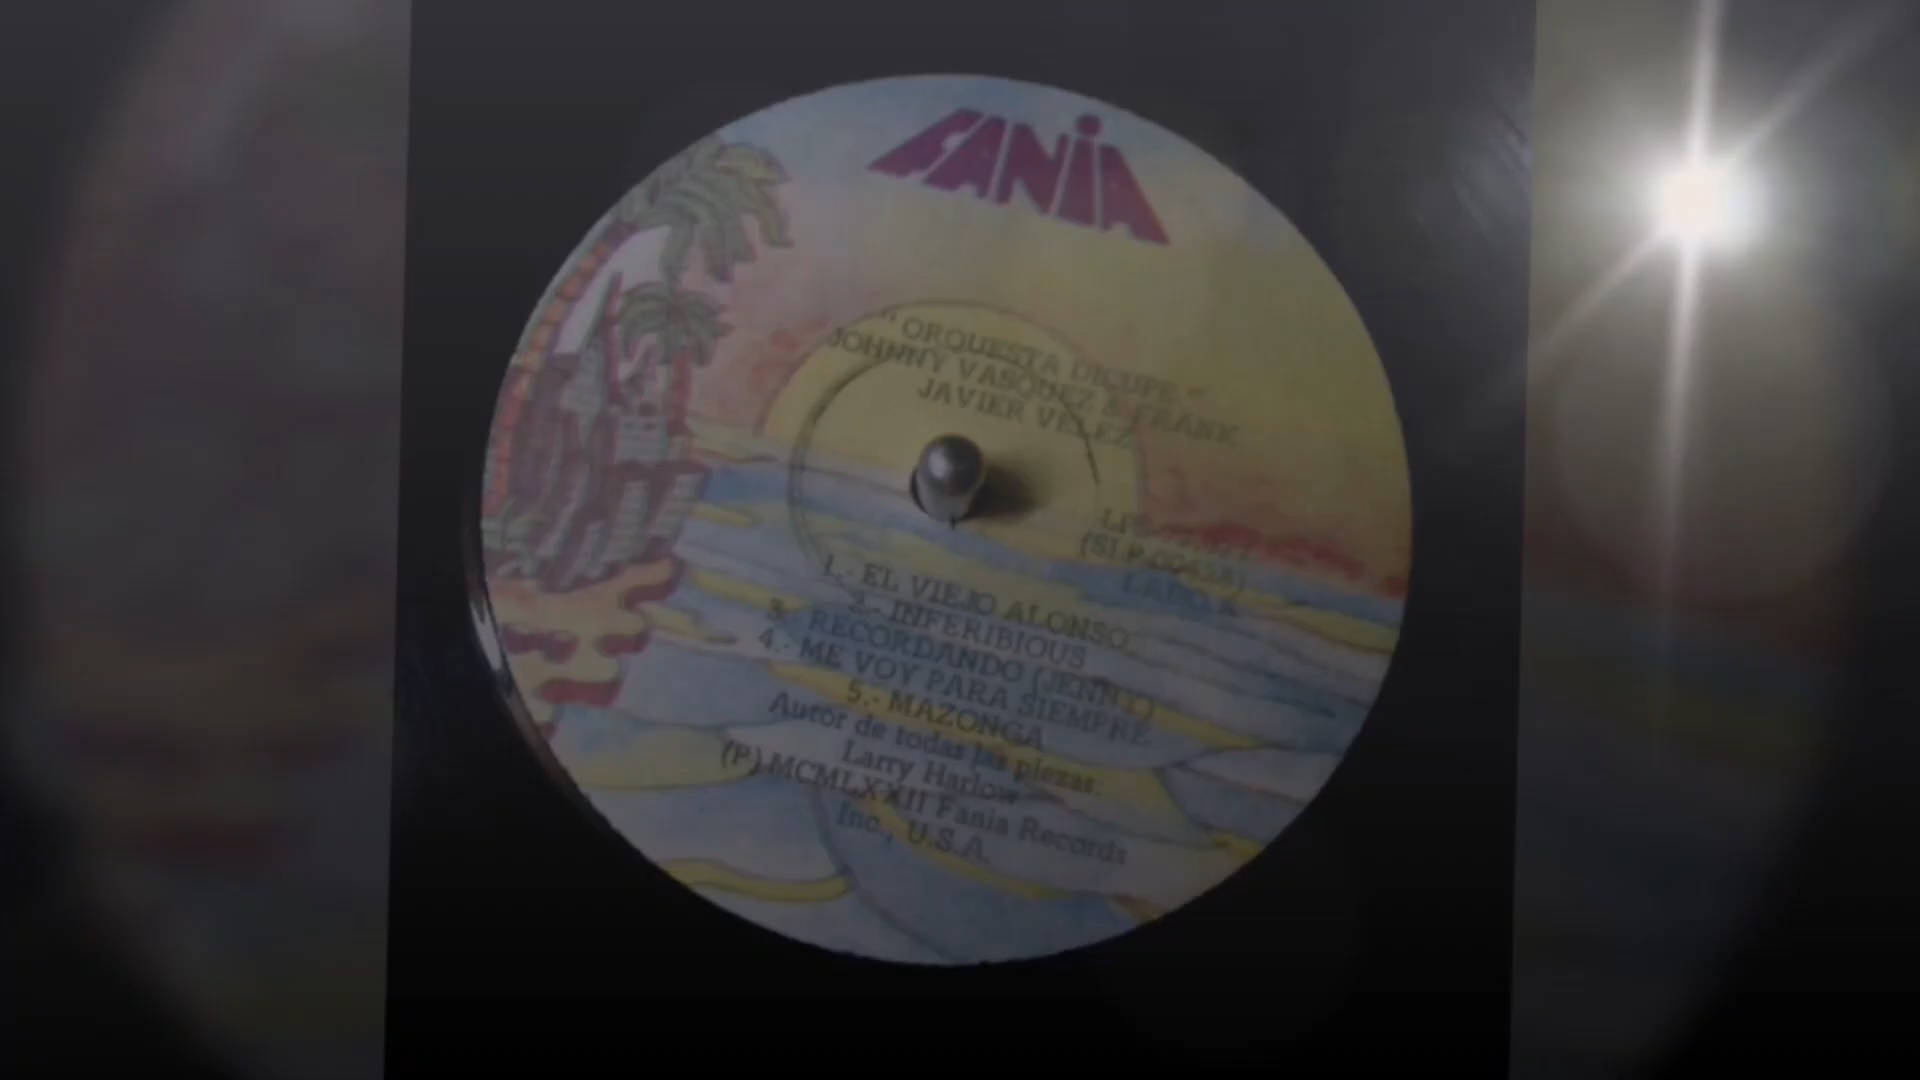 FANIA
" ORQUESTA DICUPE "
JOHNNY VASQUEZ & FRANK
JAVIER VELEZ
1.- EL VIEJO ALONSO
2.- INFERIBIOUS
3. RECORDANDO (JENNY)
4.- ME VOY PARA SIEMPRE
5.- MAZONGA
Autor de todas las piezas:
Larry Harlow
(P) MCMLXXII Fania Records
Inc., U.S.A.